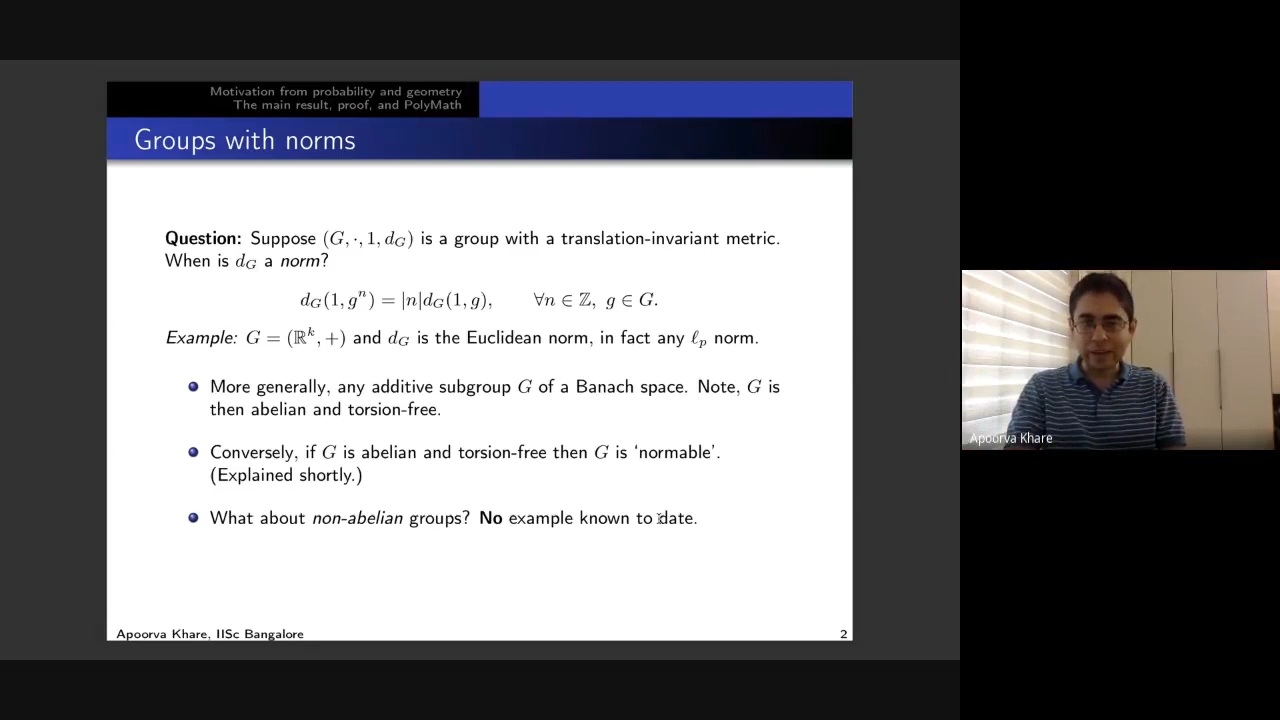 Motivation from probability and geometry
The main result, proof, and PolyMath
Groups with norms
Question: Suppose (G, ·, 1, d_G) is a group with a translation-invariant metric.
When is d_G a norm?
d_G(1, g^n) = |n|d_G(1, g), ∀n ∈ ℤ, g ∈ G.
Example: G = (ℝ^k, +) and d_G is the Euclidean norm, in fact any ℓ_p norm.
More generally, any additive subgroup G of a Banach space. Note, G is
then abelian and torsion-free.
Conversely, if G is abelian and torsion-free then G is ‘normable’.
(Explained shortly.)
What about non-abelian groups? No example known to date.
Apoorva Khare, IISc Bangalore
2
Apoorva Khare